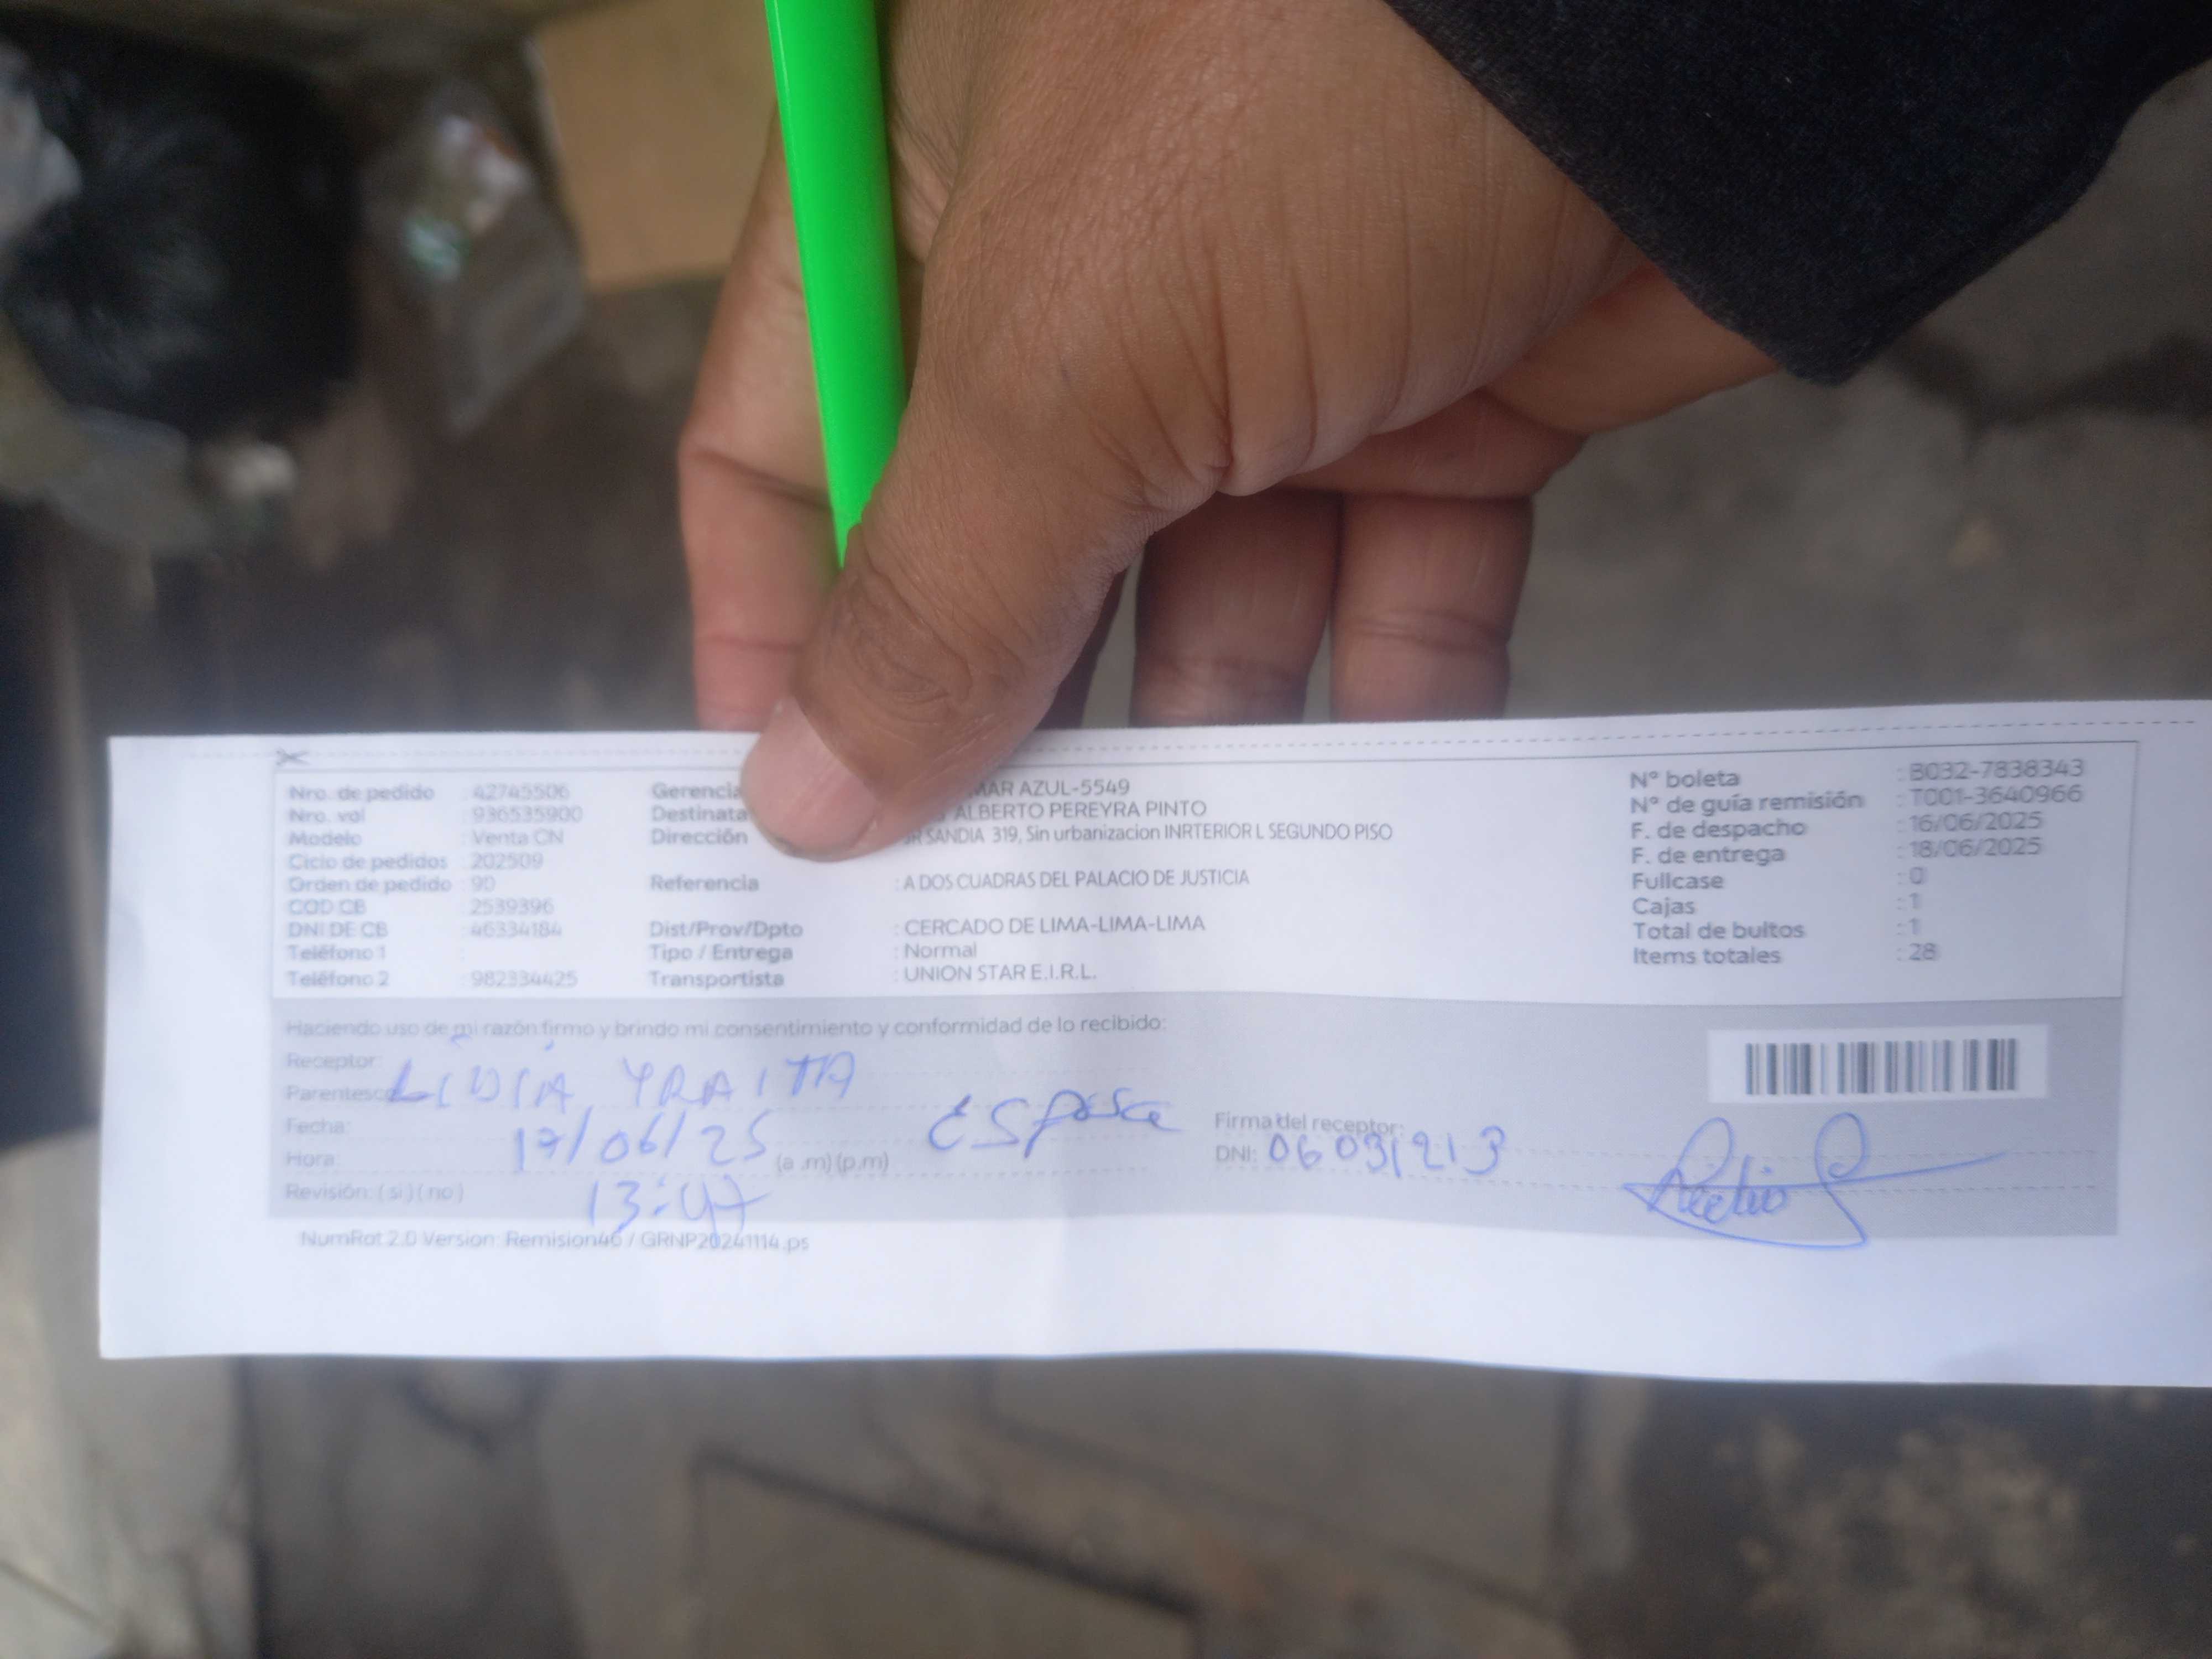 Nro. de pedido : 42745506 Gerencia MAR AZUL-5549 N° boleta : B032-7838343
Nro. val : 936535900 Destinata ALBERTO PEREYRA PINTO N° de guía remisión : T001-3640966
Modelo : Venta CN Dirección JR SANDIA 319, Sin urbanizacion INRTERIOR L SEGUNDO PISO F. de despacho : 16/06/2025
Ciclo de pedidos : 202509 F. de entrega : 18/06/2025
Orden de pedido : 90 Referencia : A DOS CUADRAS DEL PALACIO DE JUSTICIA Fullcase : 0
COD CB : 2539396 Cajas : 1
DNI DE CB : 46334184 Dist/Prov/Dpto : CERCADO DE LIMA-LIMA-LIMA Total de bultos : 1
Teléfono 1 : Tipo / Entrega : Normal Items totales : 28
Teléfono 2 : 982334425 Transportista : UNION STAR E.I.R.L.
Haciendo uso de mi razón firmo y brindo mi consentimiento y conformidad de lo recibido:
Receptor: LIDIA YRAITA
Parentesco Esposa
Fecha: 17/06/25 Firma del receptor:
Hora: 13:47 (a .m) (p.m) DNI: 06031213
Revisión: ( si ) ( no )
NumRot 2.0 Version: Remision46 / GRNP20241114.ps